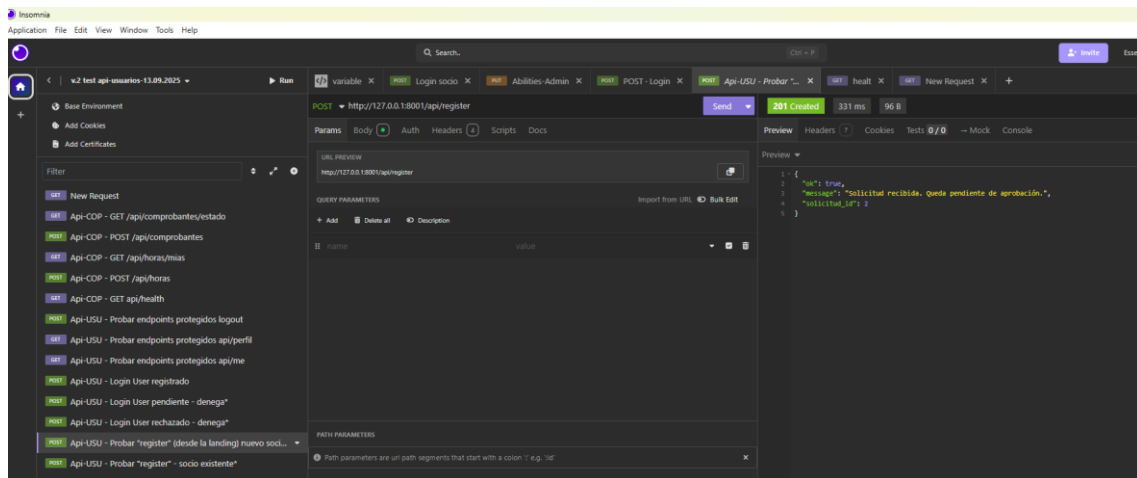 Insomnia
Application File Edit View Window Tools Help
Search.. Ctrl + P Invite Esse
v.2 test api-usuarios-13.09.2025 Run
variable Login socio Abilities-Admin POST POST - Login POST Api-USU - Probar "... GET healt GET New Request
Base Environment
Add Cookies
Add Certificates
POST http://127.0.0.1:8001/api/register Send
201 Created 331 ms 96 B
Params Body Auth Headers 4 Scripts Docs
Preview Headers 7 Cookies Tests 0 / 0 → Mock Console
Preview
URL PREVIEW
http://127.0.0.1:8001/api/register
1 {
2 "ok": true,
3 "message": "Solicitud recibida. Queda pendiente de aprobación.",
4 "solicitud_id": 2
5 }
Filter
QUERY PARAMETERS Import from URL Bulk Edit
+ Add Delete all Description
name value
GET New Request
GET Api-COP - GET /api/comprobantes/estado
POST Api-COP - POST /api/comprobantes
GET Api-COP - GET /api/horas/mias
POST Api-COP - POST /api/horas
GET Api-COP - GET api/health
POST Api-USU - Probar endpoints protegidos logout
GET Api-USU - Probar endpoints protegidos api/perfil
GET Api-USU - Probar endpoints protegidos api/me
POST Api-USU - Login User registrado
POST Api-USU - Login User pendiente - denega*
POST Api-USU - Login User rechazado - denega*
POST Api-USU - Probar "register" (desde la landing) nuevo soci...
POST Api-USU - Probar "register" - socio existente*
PATH PARAMETERS
Path parameters are url path segments that start with a colon ':' e.g. ':id'